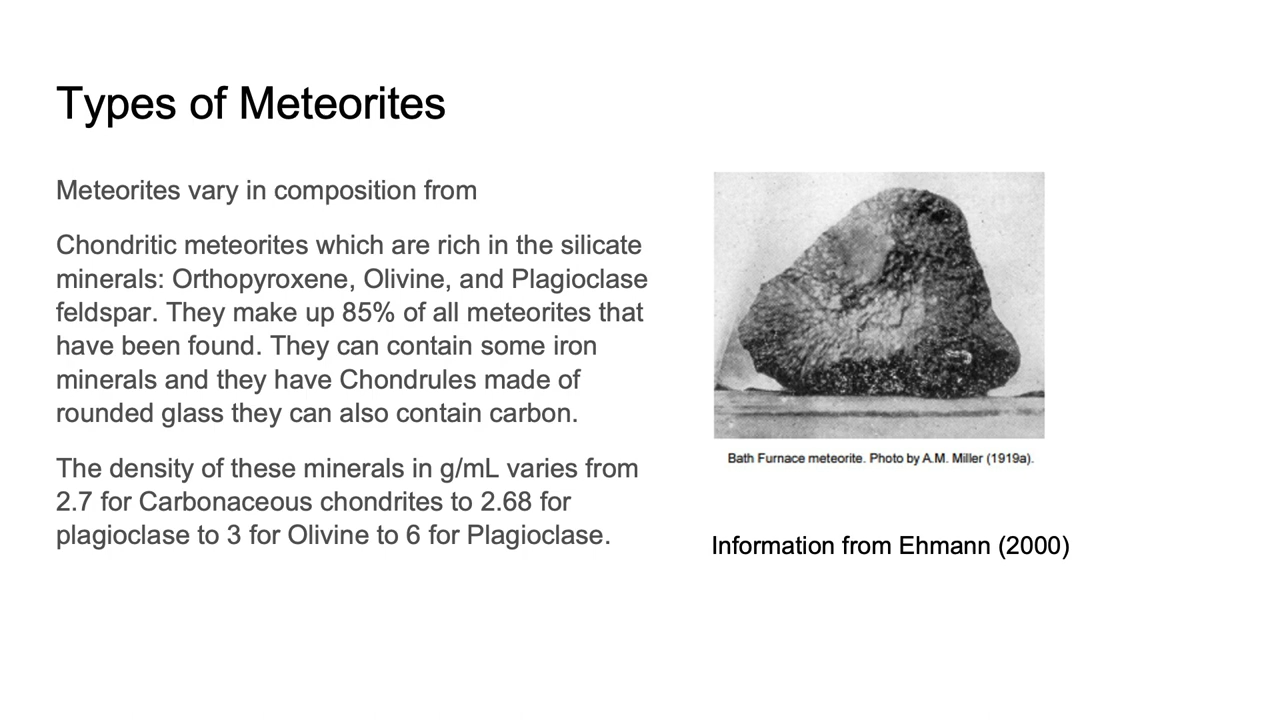 Types of Meteorites
Meteorites vary in composition from
Chondritic meteorites which are rich in the silicate
minerals: Orthopyroxene, Olivine, and Plagioclase
feldspar. They make up 85% of all meteorites that
have been found. They can contain some iron
minerals and they have Chondrules made of
rounded glass they can also contain carbon.
The density of these minerals in g/mL varies from
2.7 for Carbonaceous chondrites to 2.68 for
plagioclase to 3 for Olivine to 6 for Plagioclase.
Bath Furnace meteorite. Photo by A.M. Miller (1919a).
Information from Ehmann (2000)